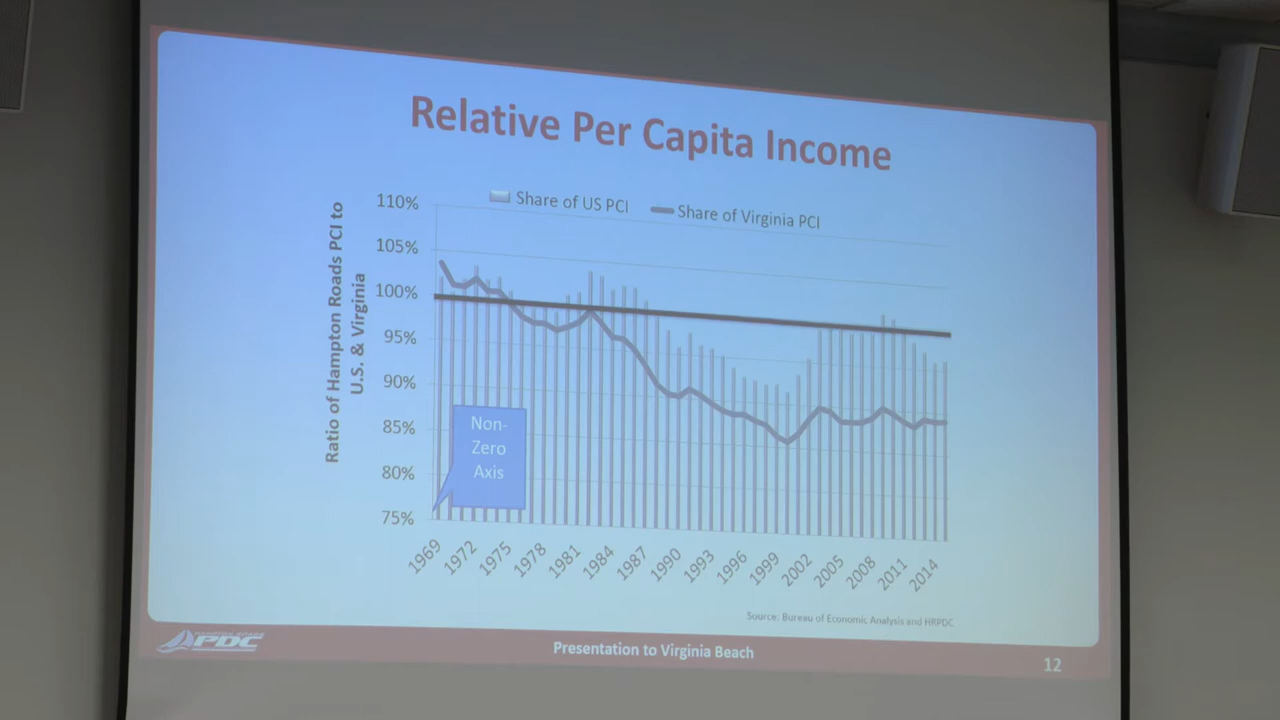 Relative Per Capita Income
Share of US PCI
Share of Virginia PCI
Ratio of Hampton Roads PCI to
U.S. & Virginia
110%
105%
100%
95%
90%
85%
80%
75%
Non-
Zero
Axis
1969
1972
1975
1978
1981
1984
1987
1990
1993
1996
1999
2002
2005
2008
2011
2014
Source: Bureau of Economic Analysis and HRPDC
HAMPTON ROADS
PDC
Presentation to Virginia Beach
12